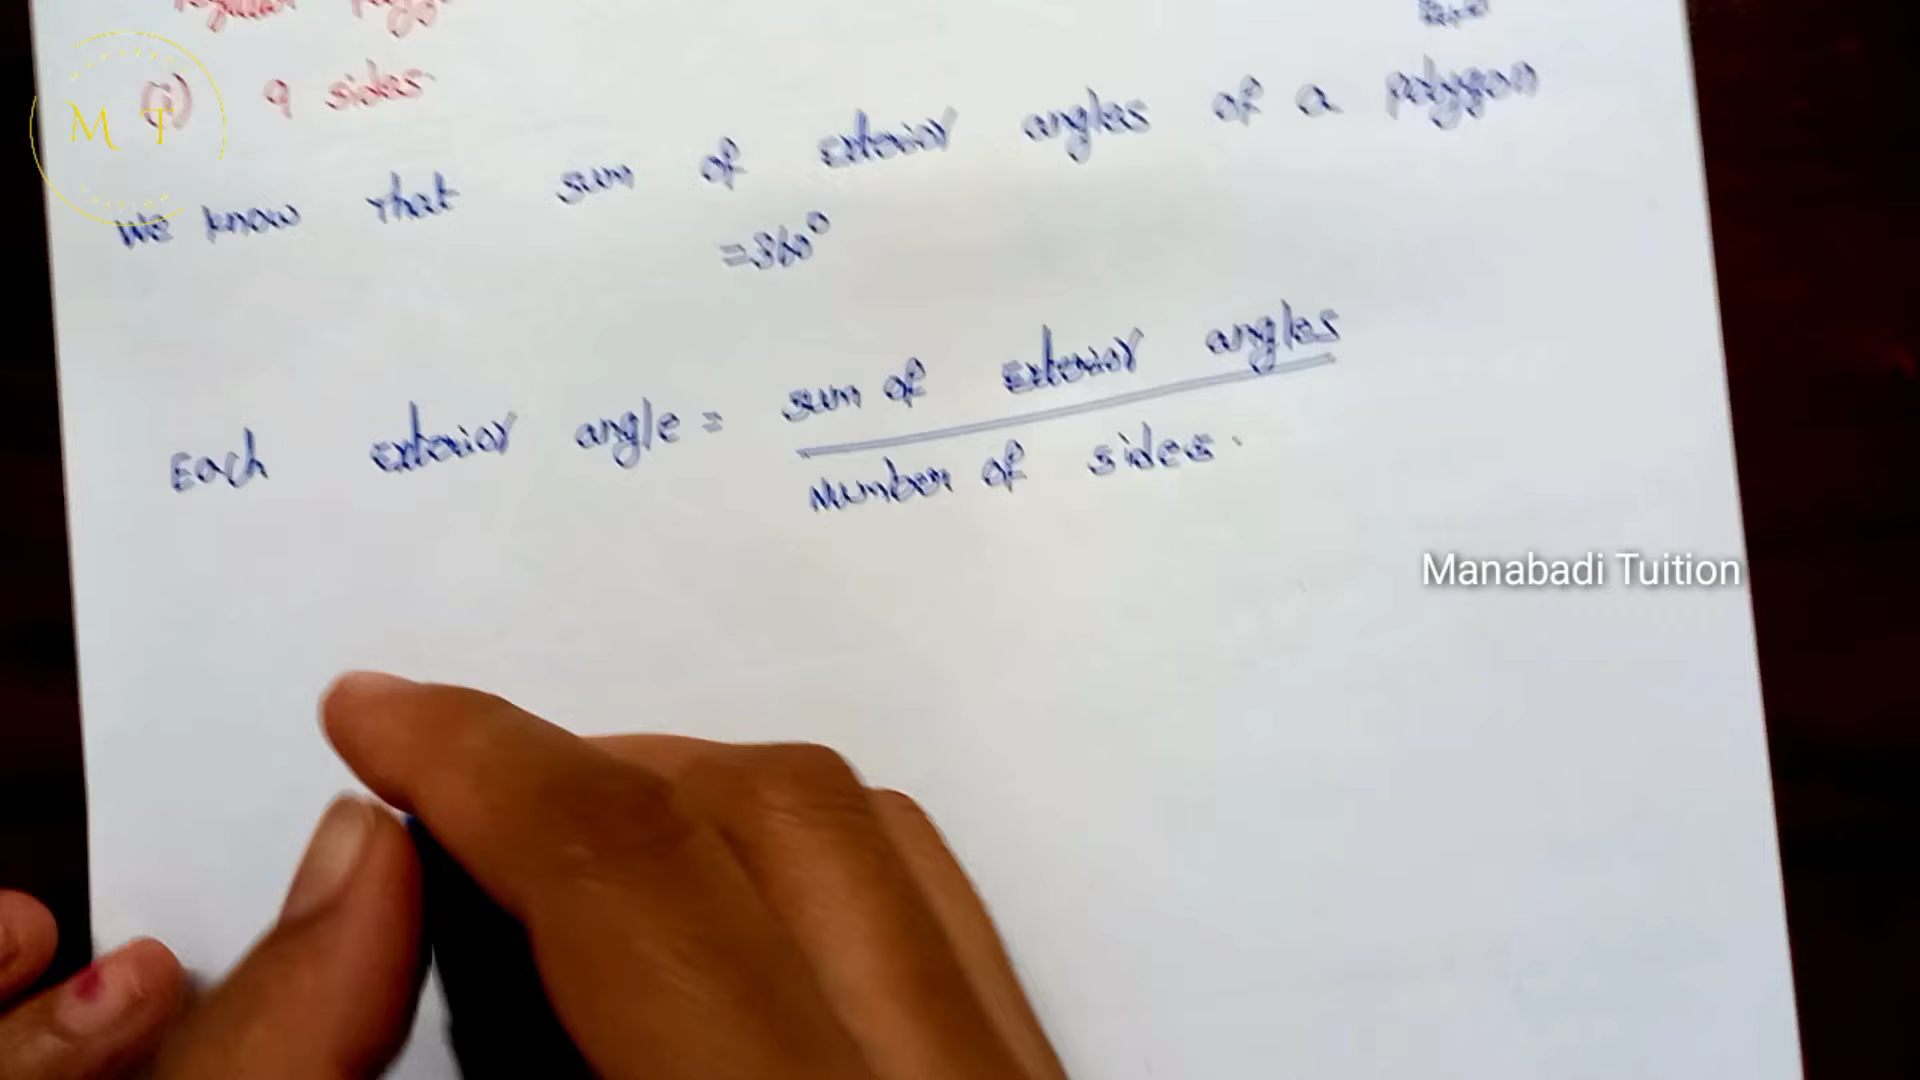 (i) 9 sides
We know that sum of exterior angles of a polygon
=360°
Each exterior angle = sum of exterior angles
Number of sides.
M T
Manabadi Tuition